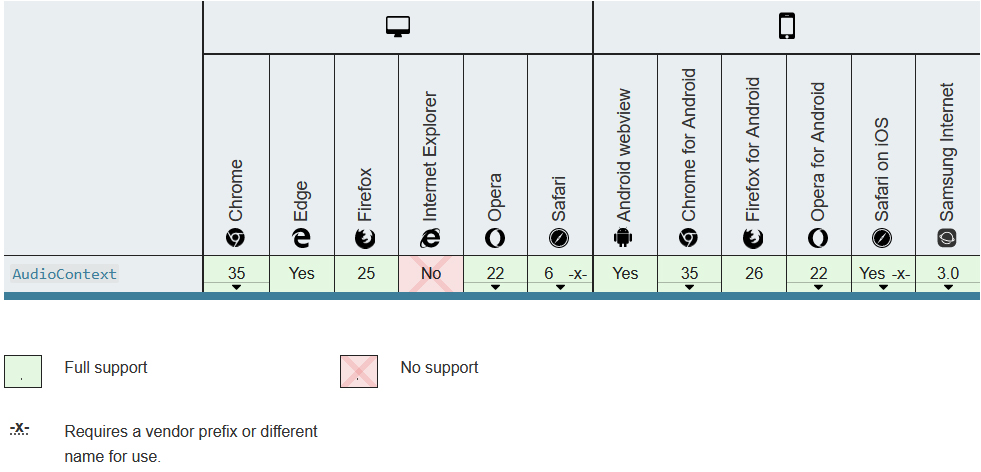 Chrome
Edge
Firefox
Internet Explorer
Opera
Safari
Android webview
Chrome for Android
Firefox for Android
Opera for Android
Safari on iOS
Samsung Internet
AudioContext 35 Yes 25 No 22 6 -x- Yes 35 26 22 Yes -x- 3.0
Full support
No support
-x- Requires a vendor prefix or different
name for use.